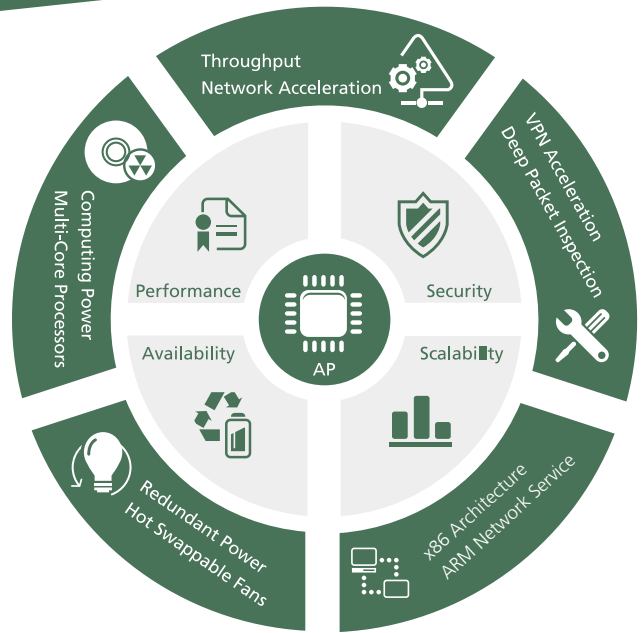 Throughput
Network Acceleration
VPN Acceleration
Deep Packet Inspection
Computing Power
Multi-Core Processors
Performance
Security
AP
Availability
Scalability
Redundant Power
Hot Swappable Fans
x86 Architecture
ARM Network Service